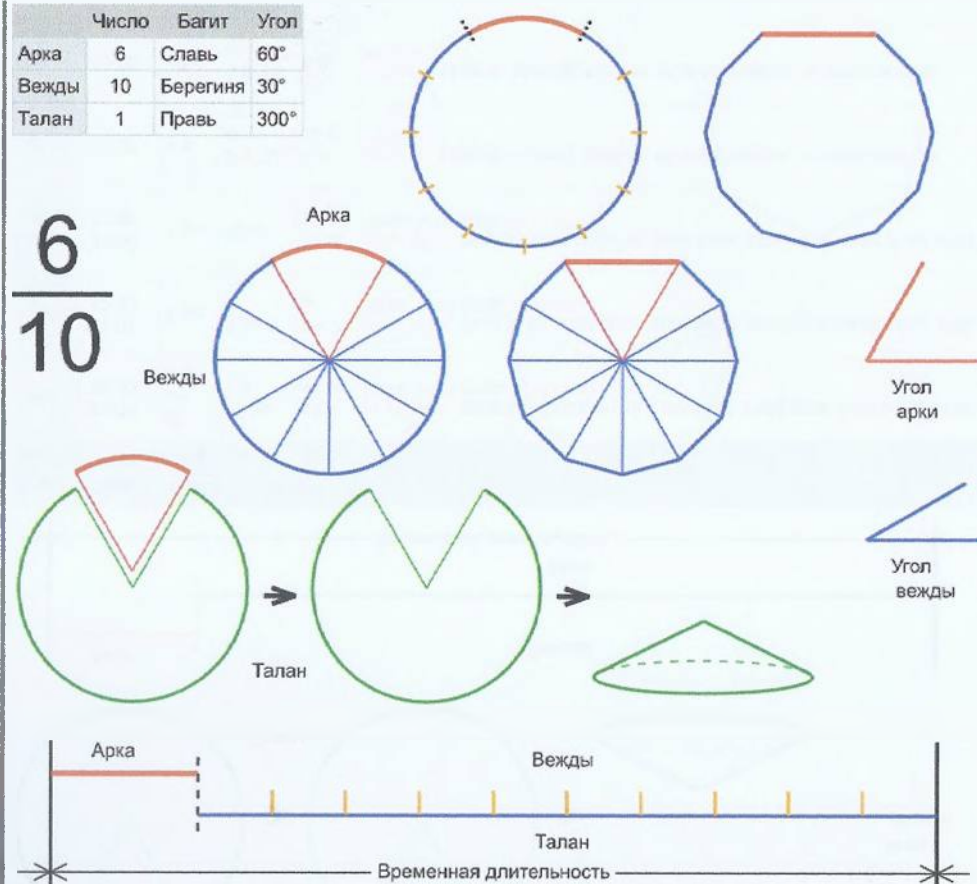 Число Багит Угол
Арка 6 Славь 60°
Вежды 10 Берегиня 30°
Талан 1 Правь 300°
6
10
Арка
Вежды
Угол
арки
Угол
вежды
Талан
Арка
Вежды
Талан
Временная длительность